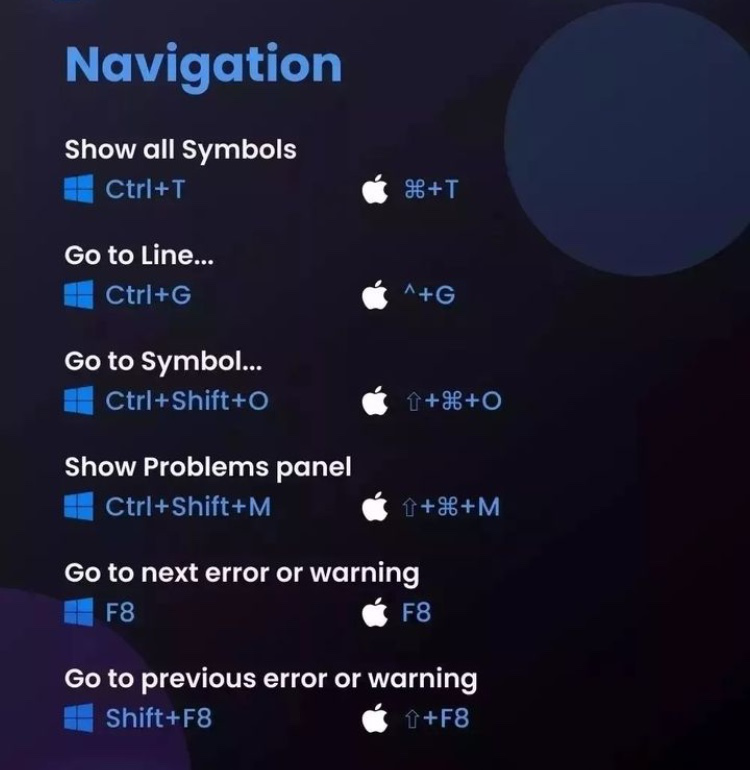 Navigation
Show all Symbols
Ctrl+T ⌘+T
Go to Line...
Ctrl+G ^+G
Go to Symbol...
Ctrl+Shift+O ⇧+⌘+O
Show Problems panel
Ctrl+Shift+M ⇧+⌘+M
Go to next error or warning
F8 F8
Go to previous error or warning
Shift+F8 ⇧+F8